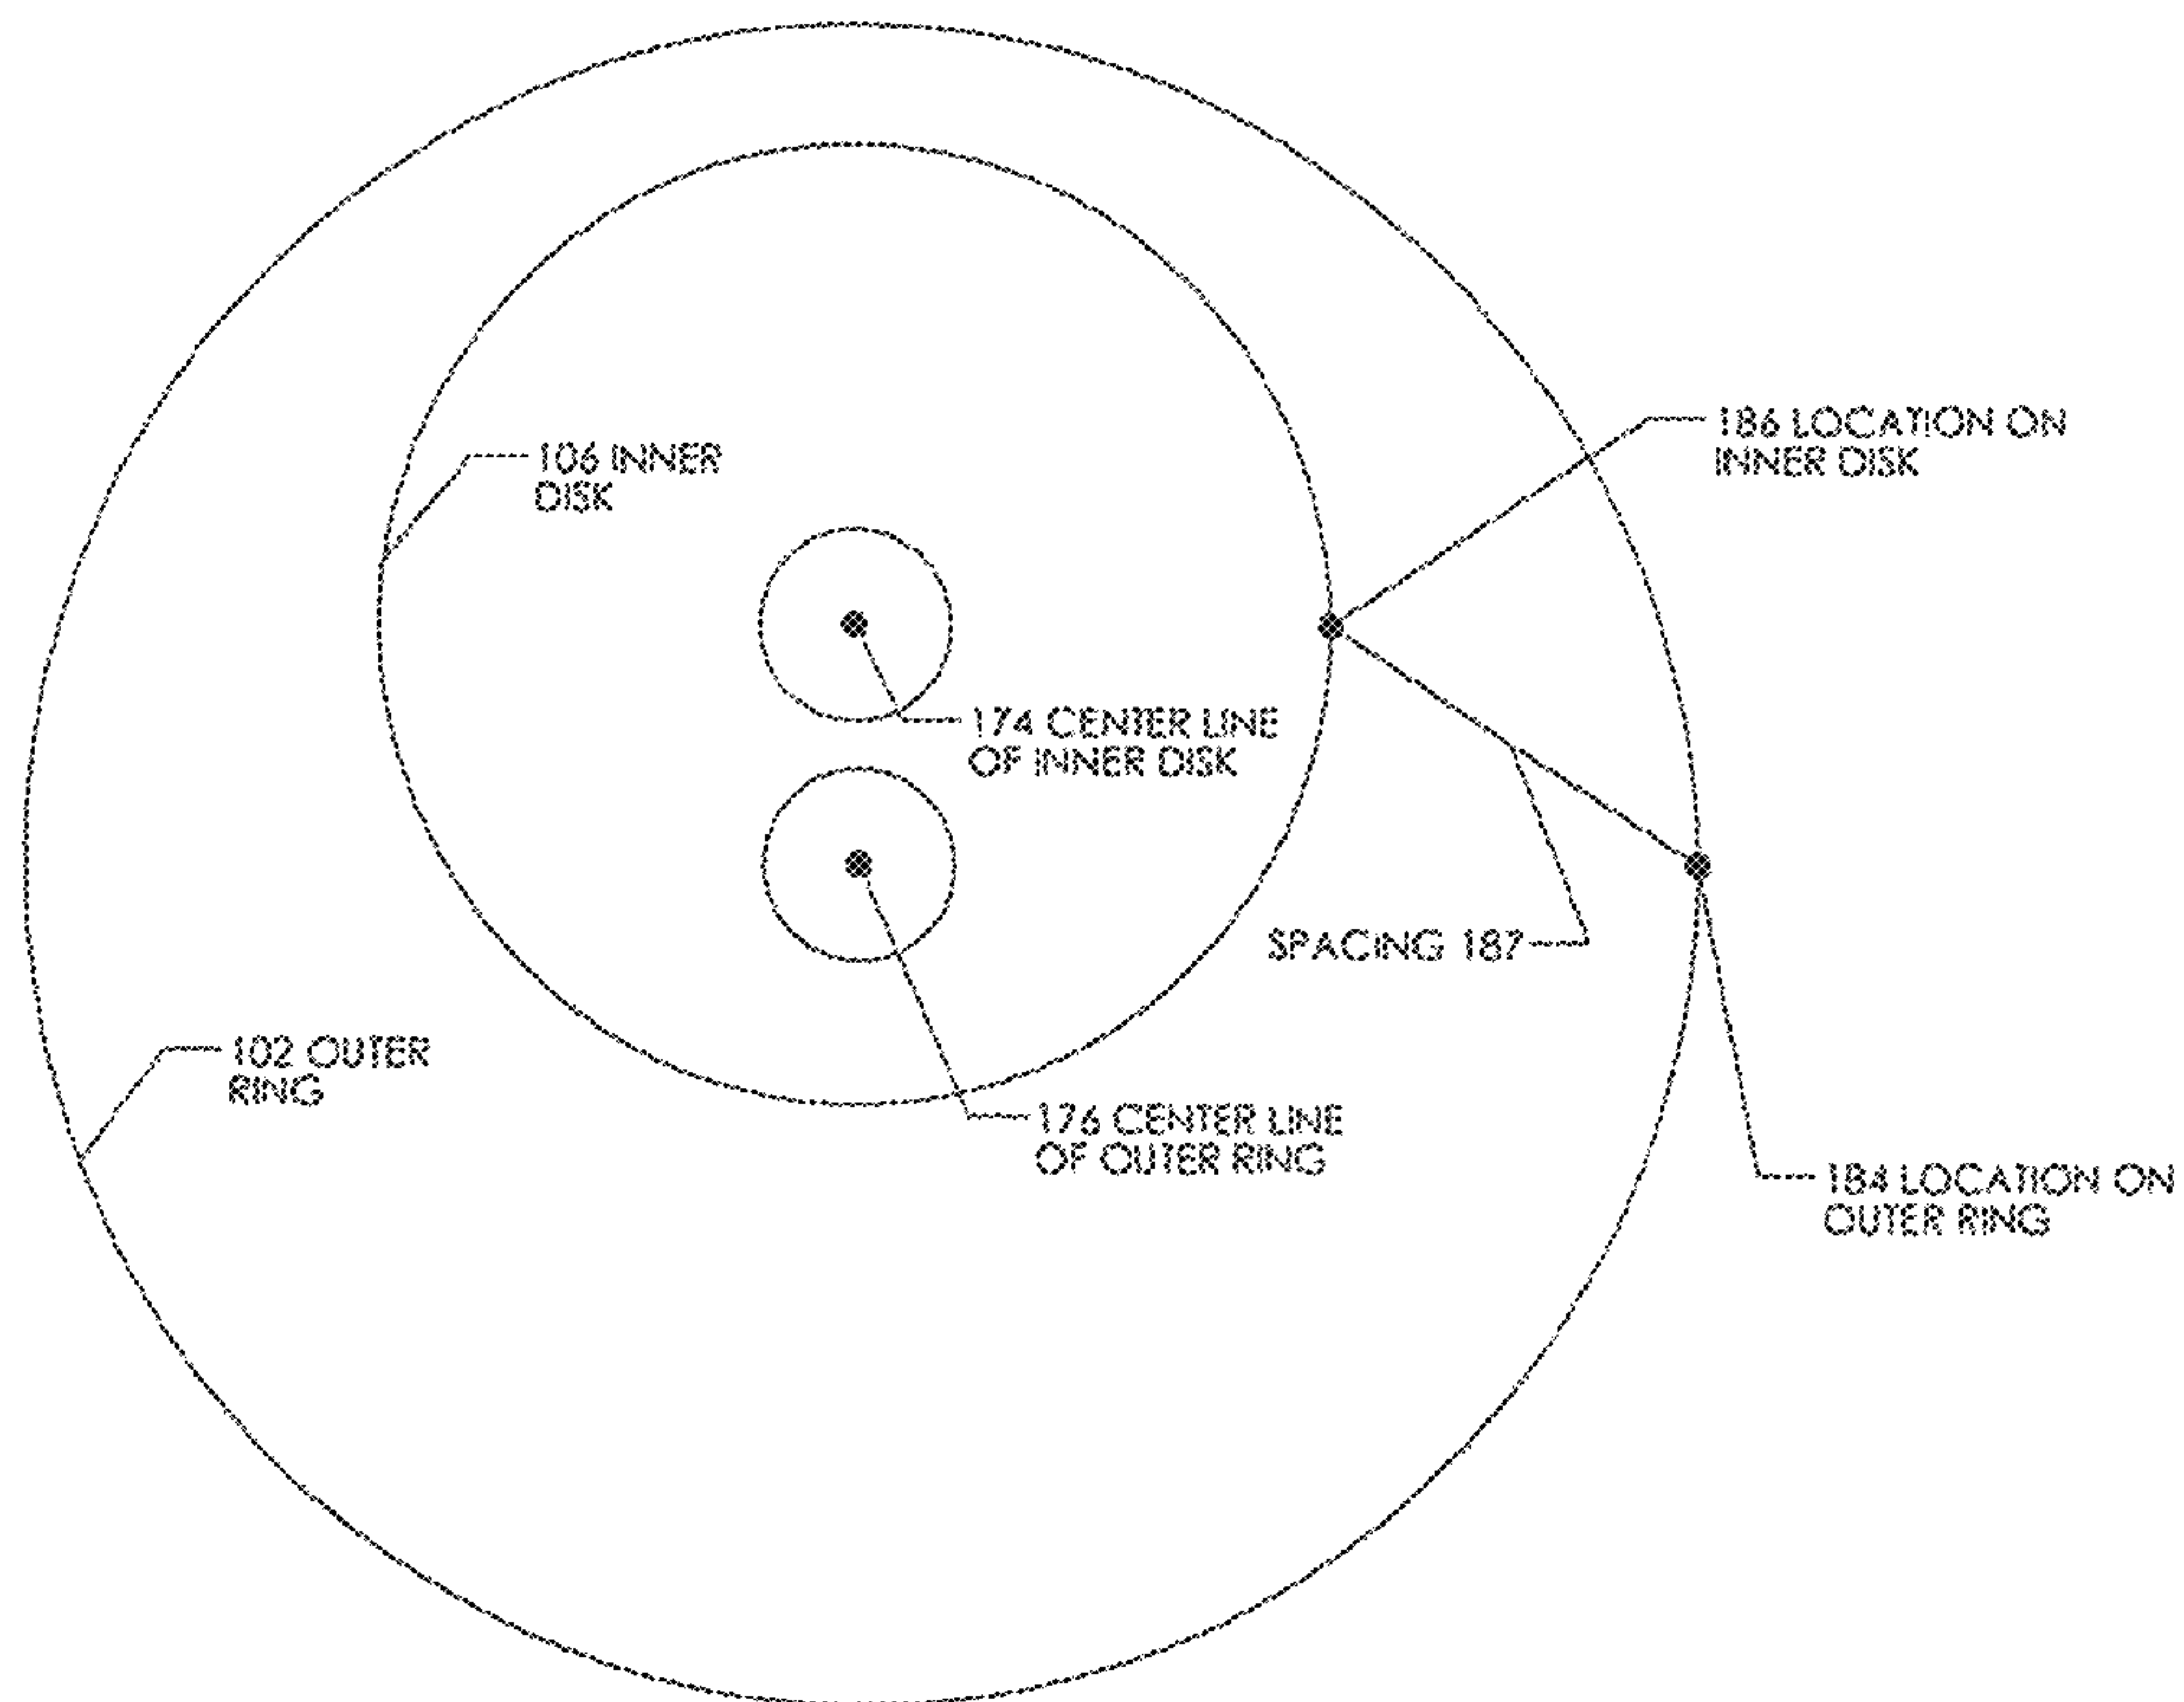 186 LOCATION ON
INNER DISK
106 INNER
DISK
174 CENTER LINE
OF INNER DISK
SPACING 187
102 OUTER
RING
176 CENTER LINE
OF OUTER RING
184 LOCATION ON
OUTER RING